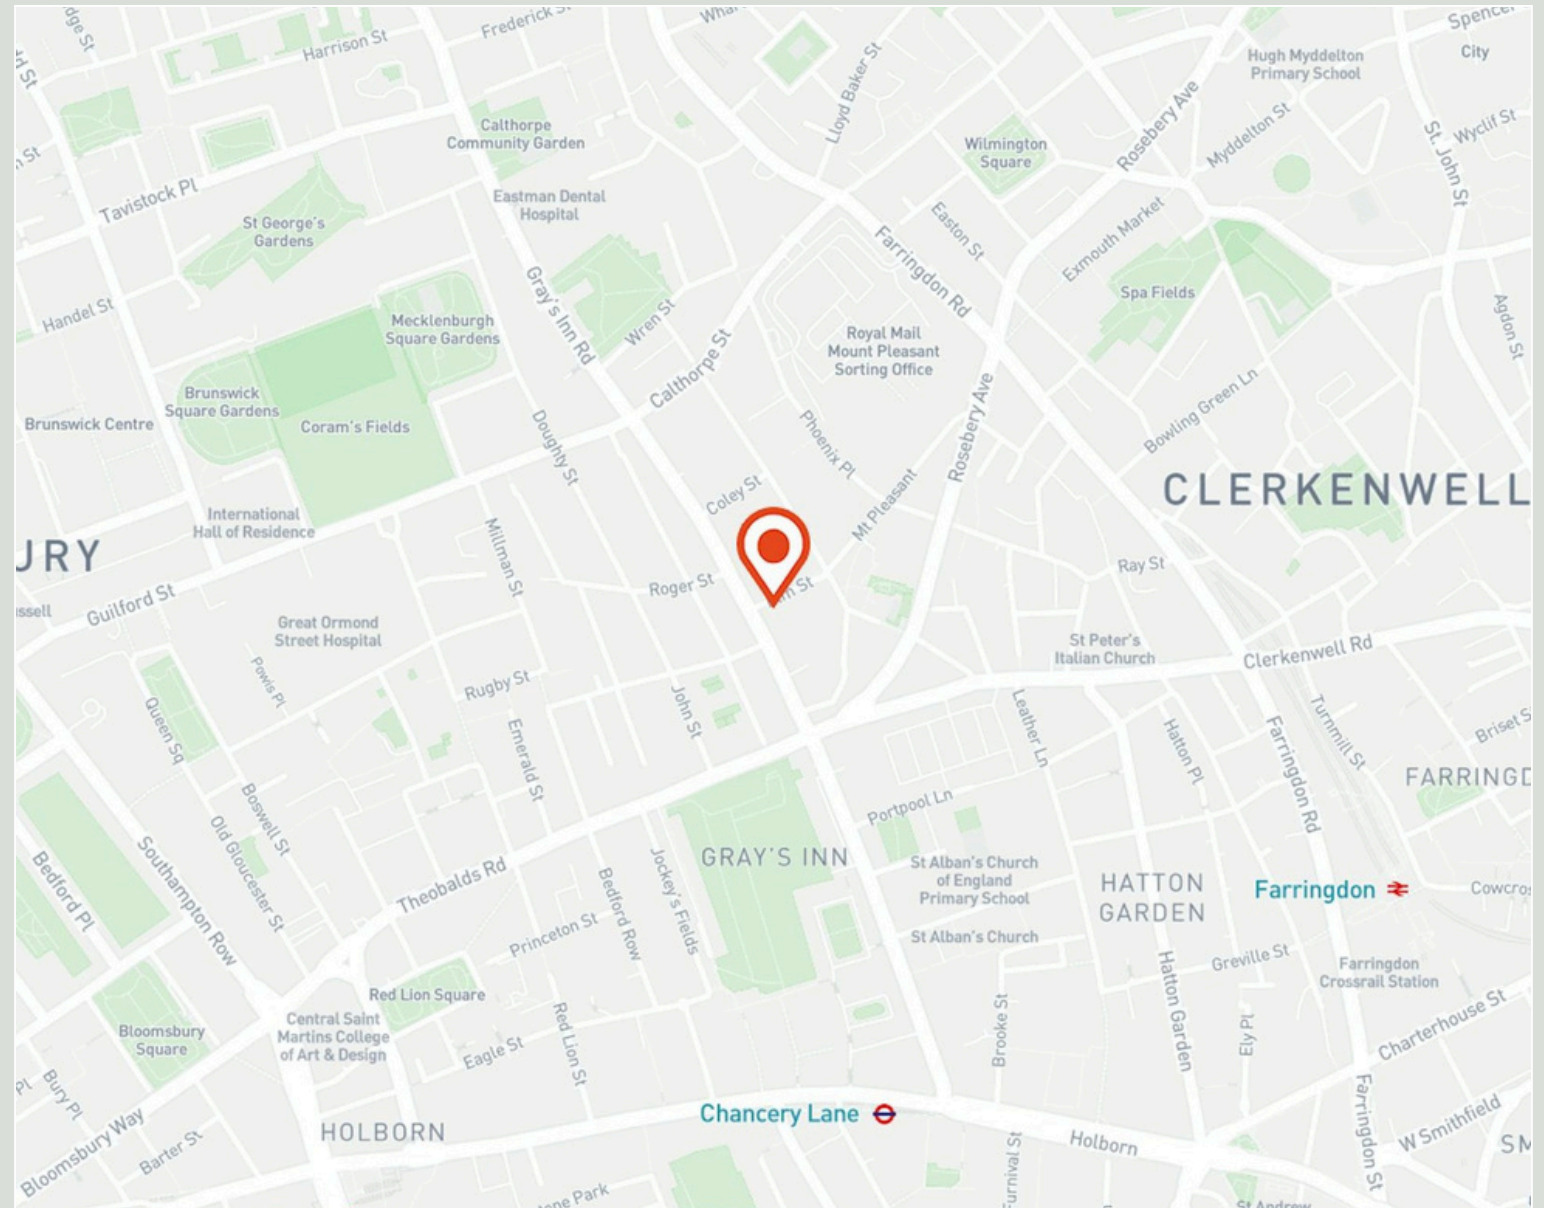 Frederick St
Harrison St
Lloyd Baker St
Hugh Myddelton
Primary School
Spencer
City
Calthorpe
Community Garden
Wilmington
Square
Rosebery Ave
Myddelton St
Wyclif St
St. John St
Tavistock Pl
Eastman Dental
Hospital
St George's
Gardens
Easton St
Exmouth Market
Farringdon Rd
Gray's Inn Rd
Spa Fields
Handel St
Mecklenburgh
Square Gardens
Wren St
Royal Mail
Mount Pleasant
Sorting Office
Agdon St
Calthorpe St
Brunswick
Square Gardens
Brunswick Centre
Coram's Fields
Doughty St
Phoenix Pl
Rosebery Ave
Bowling Green Ln
Coley St
Mt Pleasant
CLERKENWELL
International
Hall of Residence
URY
Millman St
Roger St
Ray St
ssell
Guilford St
Great Ormond
Street Hospital
St Peter's
Italian Church
Clerkenwell Rd
Powis Pl
Rugby St
John St
Queen Sq
Emerald St
Leather Ln
Hatton Pl
Farringdon Rd
Turnmill St
Briset S
FARRINGD
Boswell St
Portpool Ln
Old Gloucester St
Southampton Row
Bedford Pl
Theobalds Rd
Jockey's Fields
GRAY'S INN
St Alban's Church
of England
Primary School
HATTON
GARDEN
Farringdon
Cowcros
Bedford Row
Princeton St
St Alban's Church
Greville St
Farringdon
Crossrail Station
Red Lion Square
Hatton Garden
Bloomsbury
Square
Central Saint
Martins College
of Art & Design
Eagle St
Red Lion St
Brooke St
Ely Pl
Charterhouse St
Bury Pl
Bloomsbury Way
Chancery Lane
HOLBORN
Barter St
Holborn
Farringdon St
W Smithfield
SM
Furnival St
St Andrew